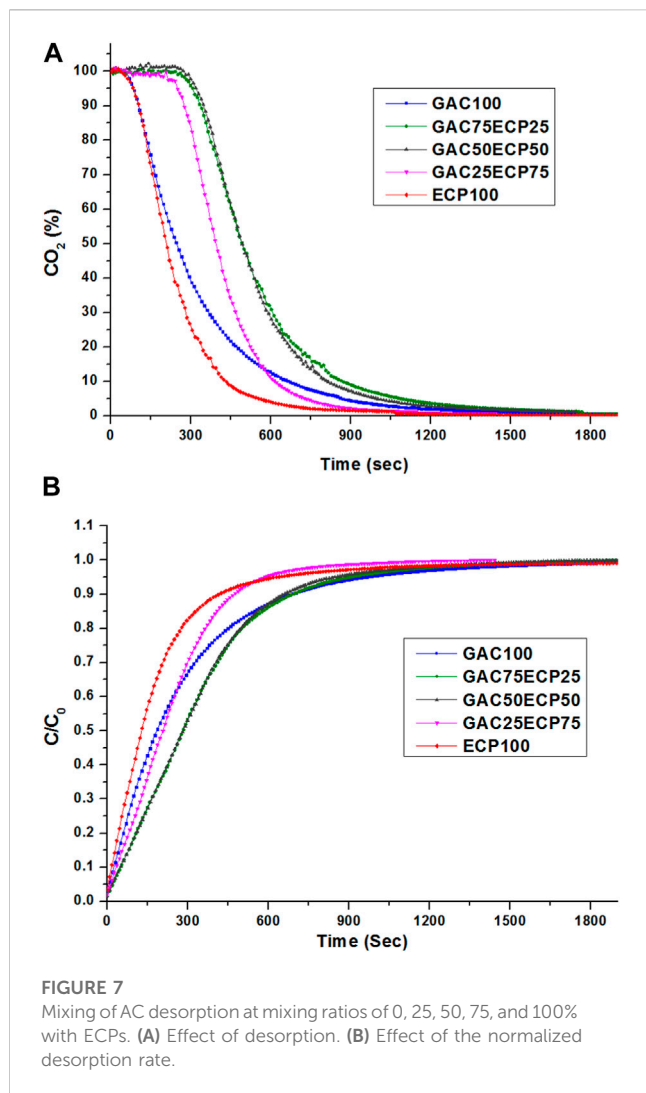 A
100
90
80
70
60
50
40
30
20
10
0
CO2 (%)
GAC100
GAC75ECP25
GAC50ECP50
GAC25ECP75
ECP100
0 300 600 900 1200 1500 1800
Time (sec)
B
1.1
1.0
0.9
0.8
0.7
0.6
0.5
0.4
0.3
0.2
0.1
0.0
C/C0
GAC100
GAC75ECP25
GAC50ECP50
GAC25ECP75
ECP100
0 300 600 900 1200 1500 1800
Time (Sec)
FIGURE 7
Mixing of AC desorption at mixing ratios of 0, 25, 50, 75, and 100%
with ECPs. (A) Effect of desorption. (B) Effect of the normalized
desorption rate.